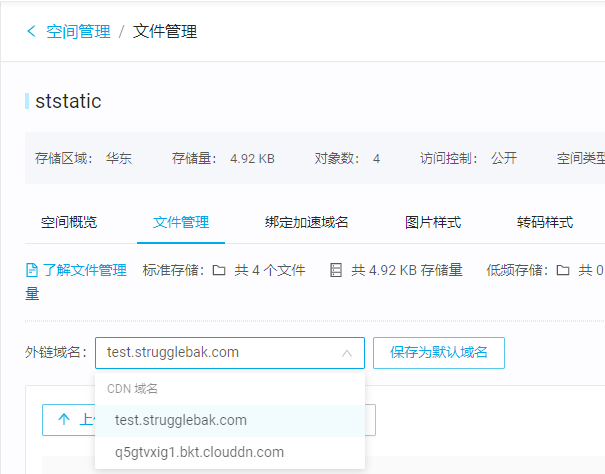 空间管理 / 文件管理
ststatic
存储区域： 华东 存储量： 4.92 KB 对象数： 4 访问控制： 公开 空间类型
空间概览 文件管理 绑定加速域名 图片样式 转码样式
了解文件管理 标准存储： 共 4 个文件 共 4.92 KB 存储量 低频存储： 共 0
量
外链域名： test.strugglebak.com 保存为默认域名
CDN 域名
上
test.strugglebak.com
q5gtvxig1.bkt.clouddn.com